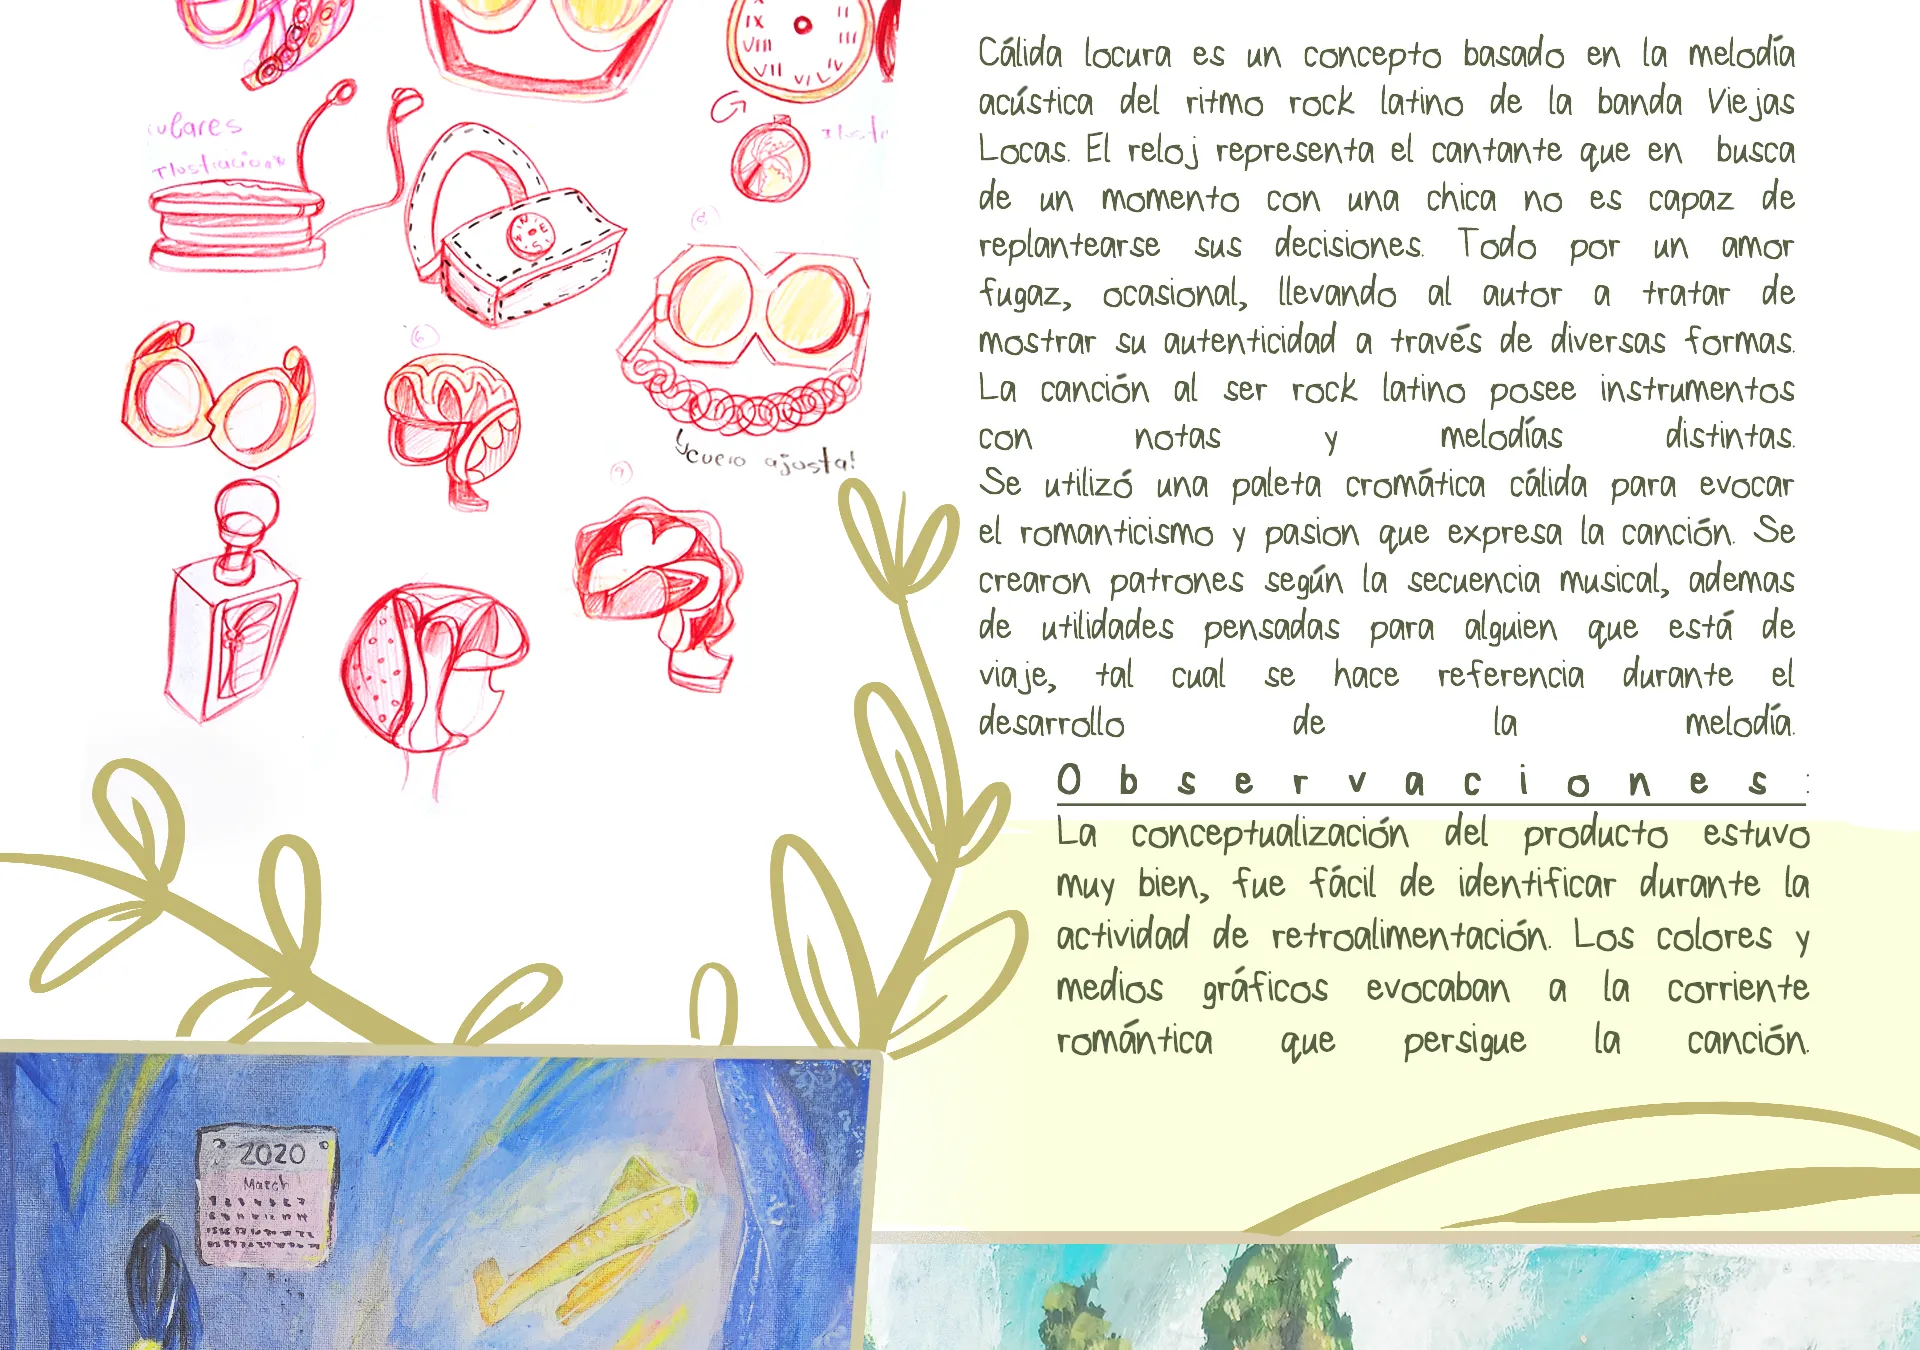 IX
VIII
VII
VI
IV
III
II
ulares
Ilustracion
N
E
S
6
8
9
y cuero ajusta!
Cálida locura es un concepto basado en la melodía
acústica del ritmo rock latino de la banda Viejas
Locas. El reloj representa el cantante que en busca
de un momento con una chica no es capaz de
replantearse sus decisiones. Todo por un amor
fugaz, ocasional, llevando al autor a tratar de
mostrar su autenticidad a través de diversas formas.
La canción al ser rock latino posee instrumentos
con notas y melodías distintas.
Se utilizó una paleta cromática cálida para evocar
el romanticismo y pasion que expresa la canción. Se
crearon patrones según la secuencia musical, ademas
de utilidades pensadas para alguien que está de
viaje, tal cual se hace referencia durante el
desarrollo de la melodía.
Observaciones:
La conceptualización del producto estuvo
muy bien, fue fácil de identificar durante la
actividad de retroalimentación. Los colores y
medios gráficos evocaban a la corriente
romántica que persigue la canción.
2020
March